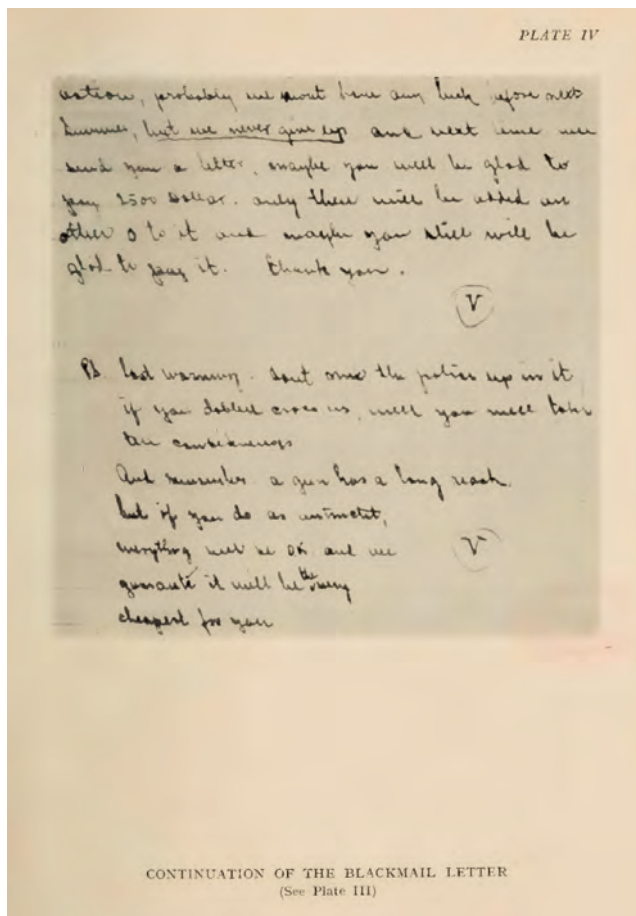 PLATE IV
action, probably we wont have any luck before next
Summer, but we never give up and next time we
send you a letter, maybe you will be glad to
pay 2500 Dollar. only there will be added an
other 0 to it and maybe you still will be
glad to pay it. thank you.
V
PS. last warning. dont mix the police up in it
if you dobbel cross us, well you will take
the
And remember a gun has a long reach.
but if you do as instructet,
everything will be OK and we
V
guarante it will be the very
cheapest for you
CONTINUATION OF THE BLACKMAIL LETTER
(See Plate III)